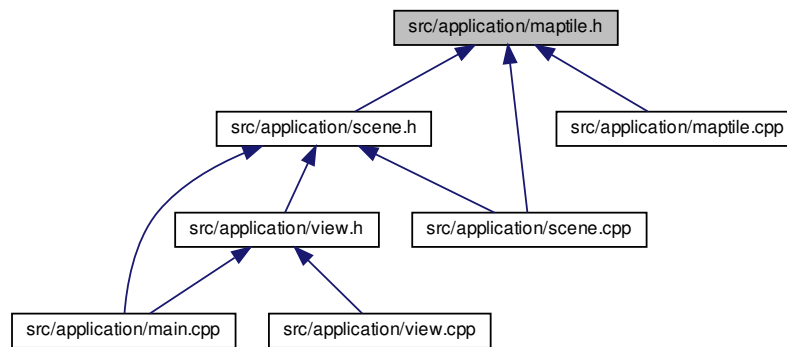 src/application/maptile.h
src/application/scene.h
src/application/maptile.cpp
src/application/view.h
src/application/scene.cpp
src/application/main.cpp
src/application/view.cpp